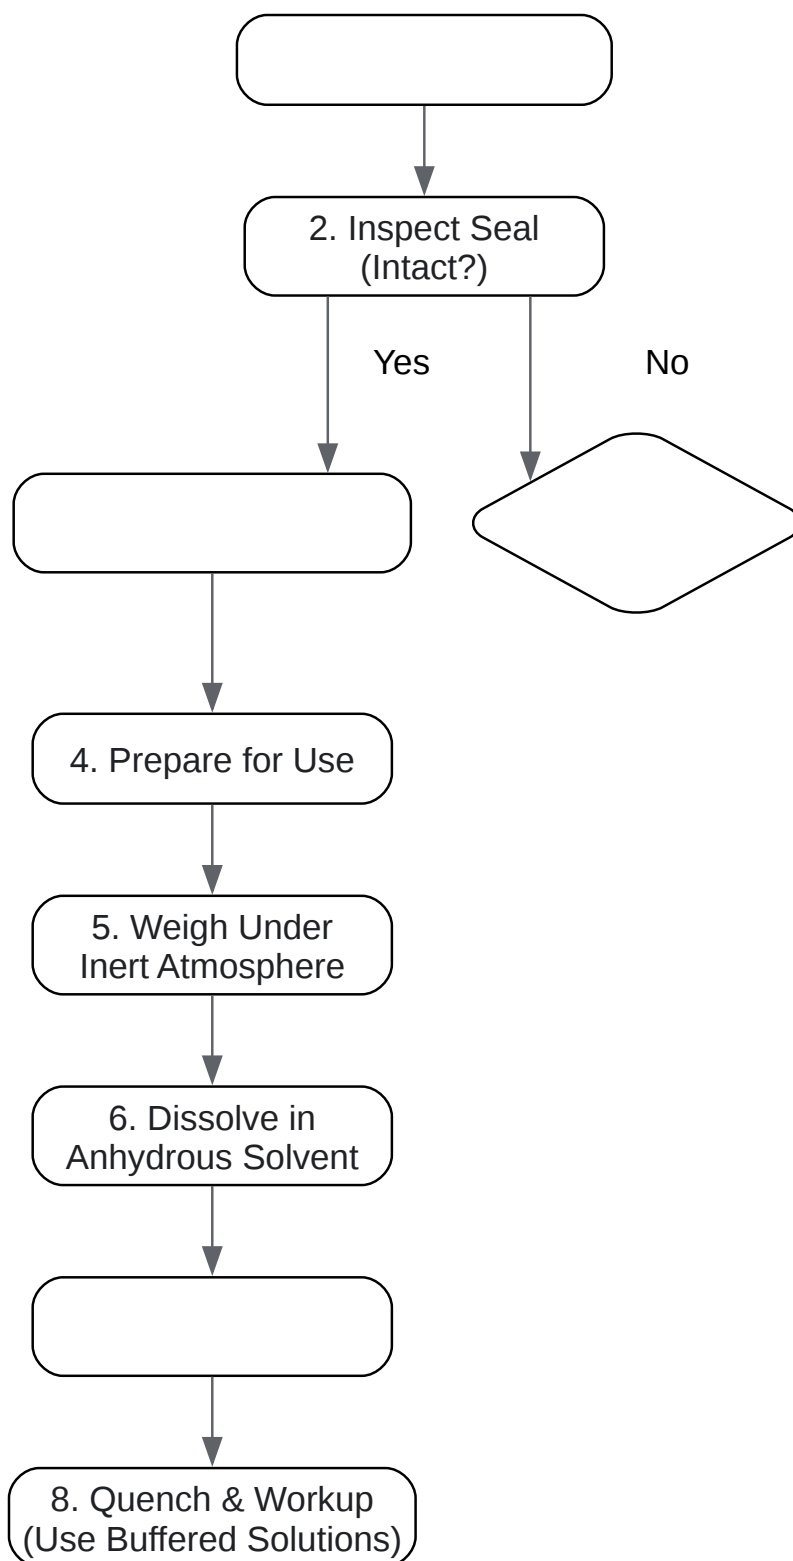 2. Inspect Seal
(Intact?)
Yes
No
4. Prepare for Use
5. Weigh Under
Inert Atmosphere
6. Dissolve in
Anhydrous Solvent
8. Quench & Workup
(Use Buffered Solutions)